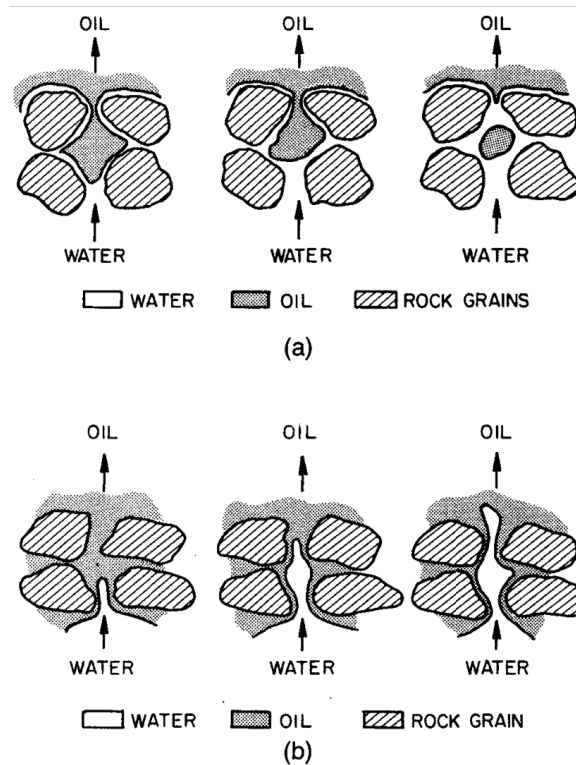 OIL OIL OIL
WATER WATER WATER
WATER OIL ROCK GRAINS
(a)
OIL OIL OIL
WATER WATER WATER
WATER OIL ROCK GRAIN
(b)